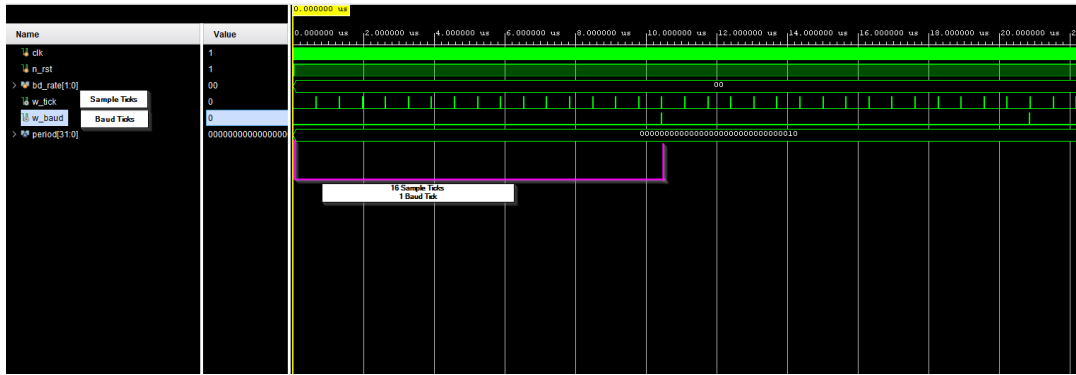 0.000000 us
Name Value
0.000000 us 2.000000 us 4.000000 us 6.000000 us 8.000000 us 10.000000 us 12.000000 us 14.000000 us 16.000000 us 18.000000 us 20.000000 us 2
clk 1
n_rst 1
bd_rate[1:0] 00 00
w_tick Sample Ticks 0
w_baud Baud Ticks 0
period[31:0] 0000000000000000 00000000000000000000000000000010
16 Sample Ticks
1 Baud Tick